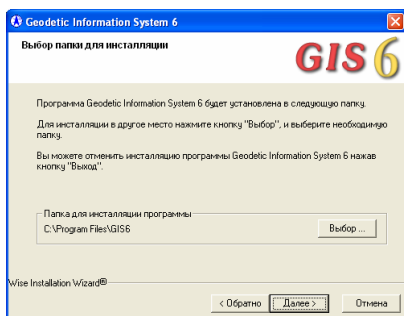 Geodetic Information System 6
Выбор папки для инсталляции
GIS 6
Программа Geodetic Information System 6 будет установлена в следующую папку.
Для инсталляции в другое место нажмите кнопку "Выбор", и выберите необходимую
папку.
Вы можете отменить инсталляцию программы Geodetic Information System 6 нажав
кнопку "Выход".
Папка для инсталляции программы
C:\Program Files\GIS6
Выбор ...
Wise Installation Wizard®
< Обратно
Далее >
Отмена